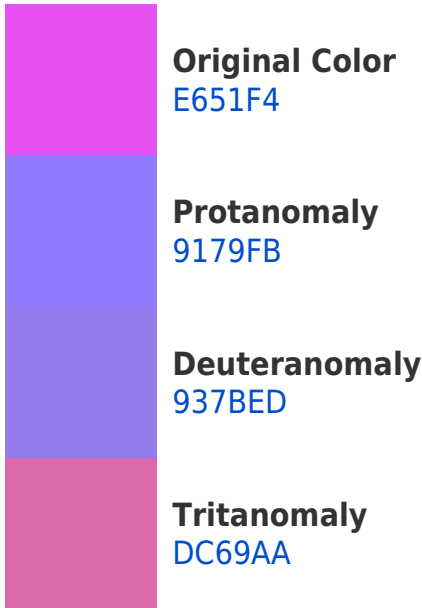 Original Color
E651F4
Protanomaly
9179FB
Deuteranomaly
937BED
Tritanomaly
DC69AA